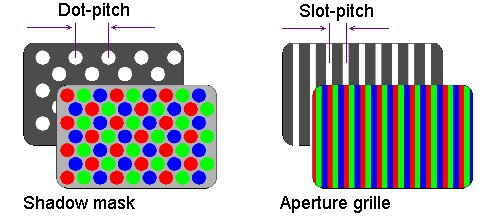 Dot-pitch
Slot-pitch
Shadow mask
Aperture grille